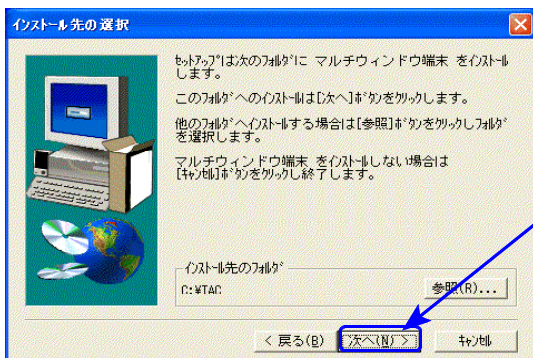 インストール先の選択
ｾｯﾄｱｯﾌﾟは次のﾌｫﾙﾀﾞに マルチウィンドウ端末 をｲﾝｽﾄｰﾙ
します。
このﾌｫﾙﾀﾞへのｲﾝｽﾄｰﾙは[次へ]ﾎﾞﾀﾝをｸﾘｯｸします。
他のﾌｫﾙﾀﾞへｲﾝｽﾄｰﾙする場合は[参照]ﾎﾞﾀﾝをｸﾘｯｸしﾌｫﾙﾀﾞ
を選択します。
マルチウィンドウ端末 をｲﾝｽﾄｰﾙしない場合は
[ｷｬﾝｾﾙ]ﾎﾞﾀﾝをｸﾘｯｸし終了します。
ｲﾝｽﾄｰﾙ先のﾌｫﾙﾀﾞ
C:¥TAC
参照(R)...
< 戻る(B)
次へ(N) >
ｷｬﾝｾﾙ